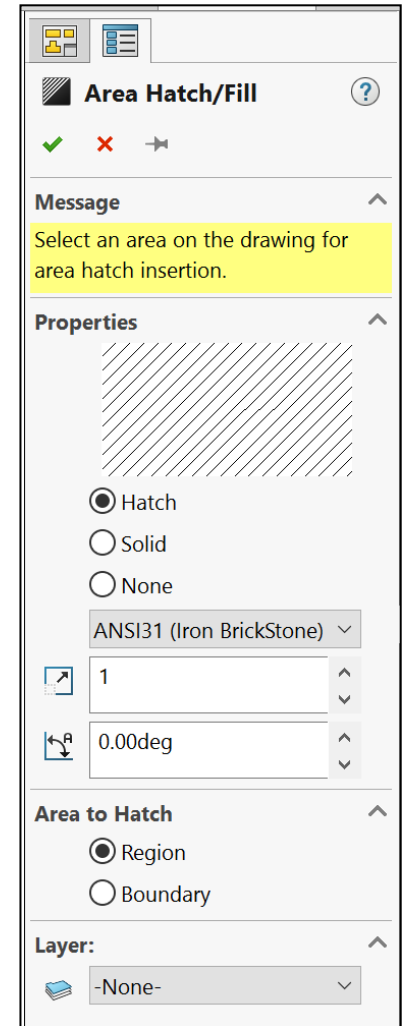 Area Hatch/Fill
?
Message
Select an area on the drawing for
area hatch insertion.
Properties
Hatch
Solid
None
ANSI31 (Iron BrickStone)
1
A
0.00deg
Area to Hatch
Region
Boundary
Layer:
-None-